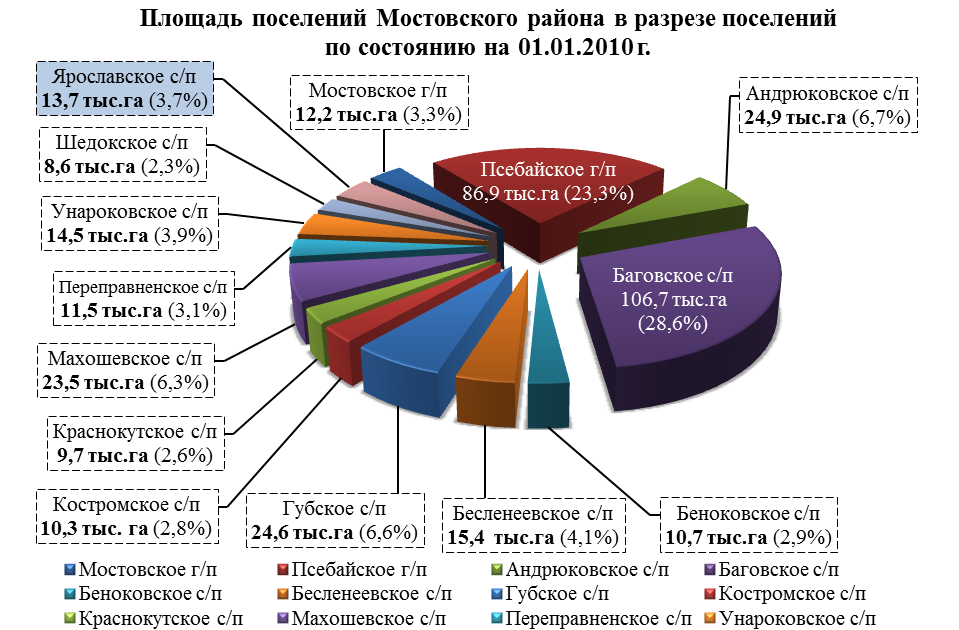 Площадь поселений Мостовского района в разрезе поселений
по состоянию на 01.01.2010 г.
Ярославское с/п
13,7 тыс.га (3,7%)
Мостовское г/п
12,2 тыс.га (3,3%)
Андрюковское с/п
24,9 тыс.га (6,7%)
Шедокское с/п
8,6 тыс.га (2,3%)
Псебайское г/п
86,9 тыс.га (23,3%)
Унароковское с/п
14,5 тыс.га (3,9%)
Баговское с/п
106,7 тыс.га
(28,6%)
Переправненское с/п
11,5 тыс.га (3,1%)
Махошевское с/п
23,5 тыс.га (6,3%)
Краснокутское с/п
9,7 тыс.га (2,6%)
Костромское с/п
10,3 тыс. га (2,8%)
Губское с/п
24,6 тыс.га (6,6%)
Бесленеевское с/п
15,4 тыс.га (4,1%)
Беноковское с/п
10,7 тыс.га (2,9%)
Мостовское г/п Псебайское г/п Андрюковское с/п Баговское с/п
Беноковское с/п Бесленеевское с/п Губское с/п Костромское с/п
Краснокутское с/п Махошевское с/п Переправненское с/п Унароковское с/п